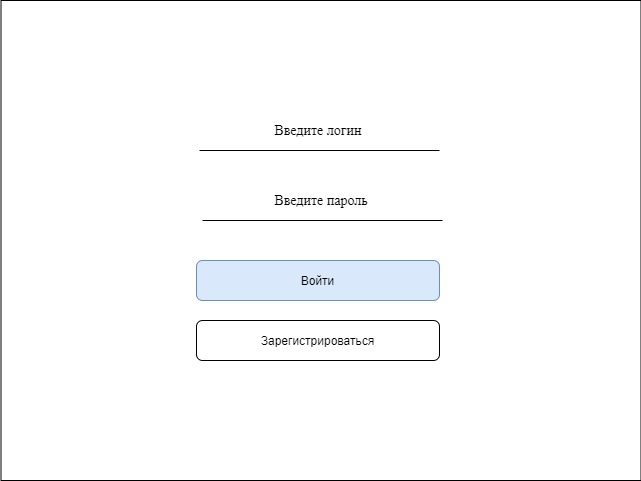 Введите логин
Введите пароль
Войти
Зарегистрироваться